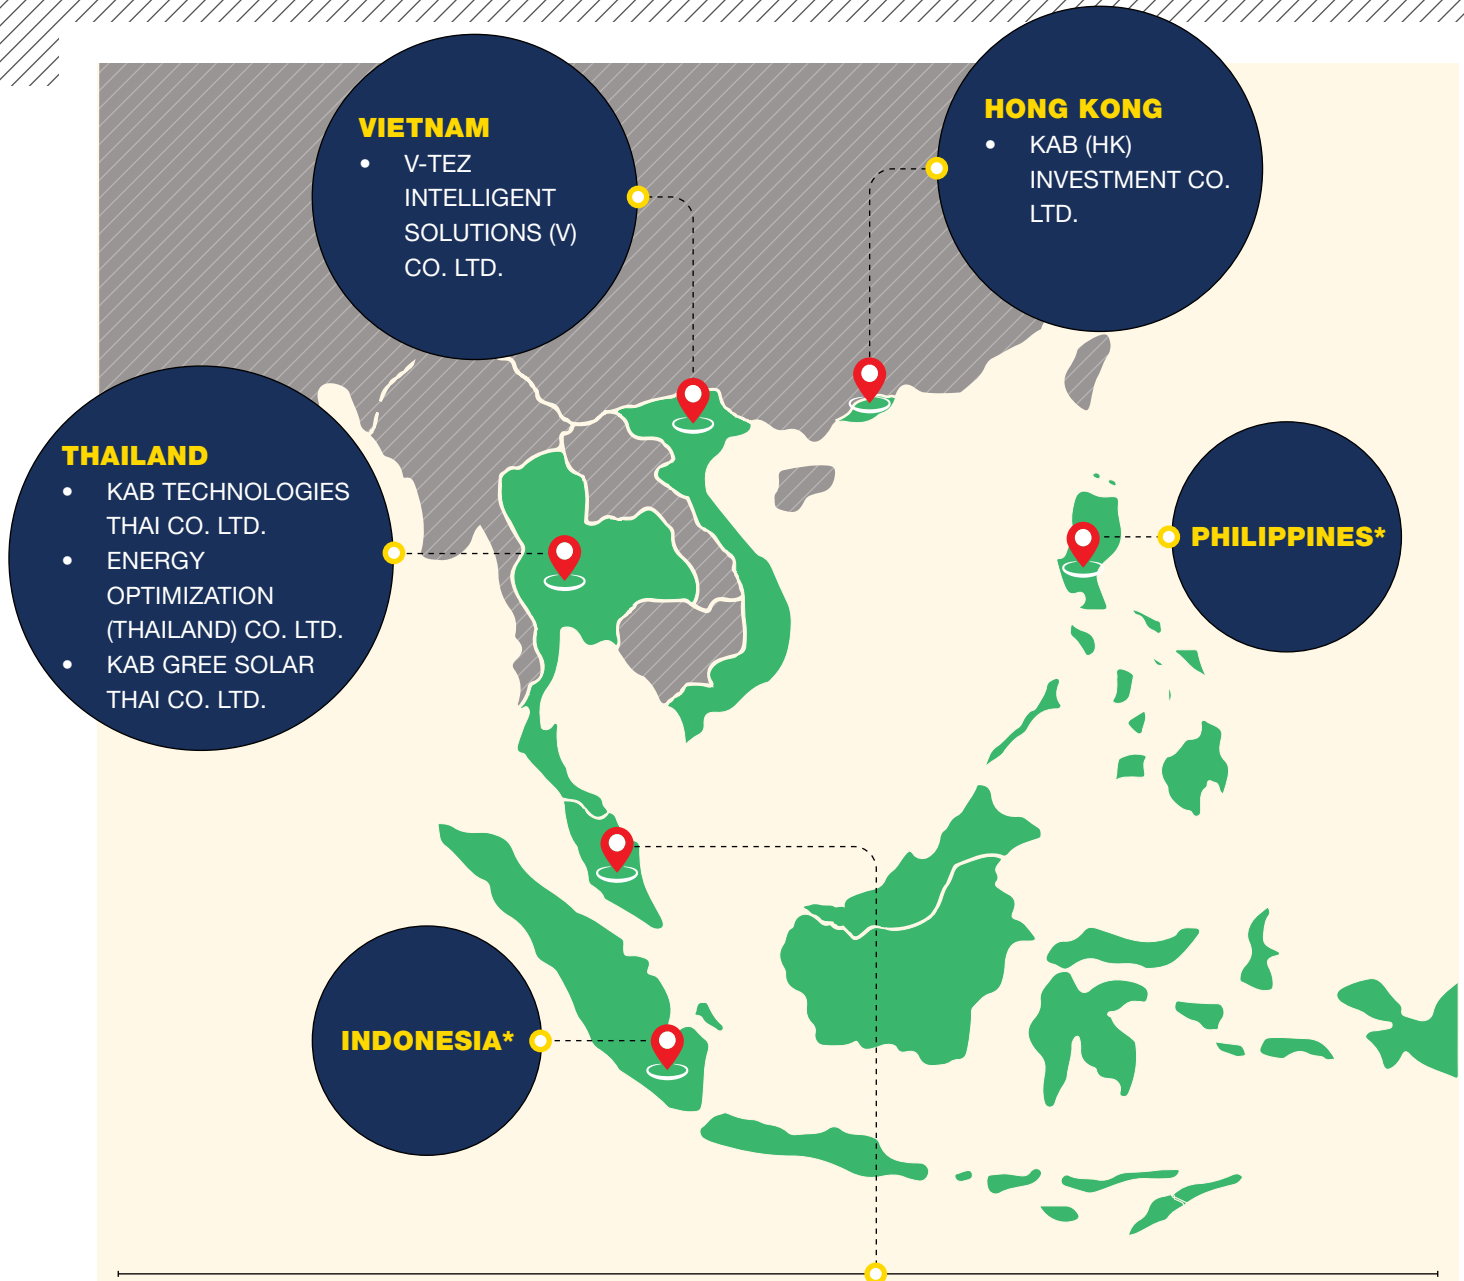 VIETNAM
• V-TEZ
INTELLIGENT
SOLUTIONS (V)
CO. LTD.
HONG KONG
• KAB (HK)
INVESTMENT CO.
LTD.
THAILAND
• KAB TECHNOLOGIES
THAI CO. LTD.
• ENERGY
OPTIMIZATION
(THAILAND) CO. LTD.
• KAB GREE SOLAR
THAI CO. LTD.
PHILIPPINES*
INDONESIA*